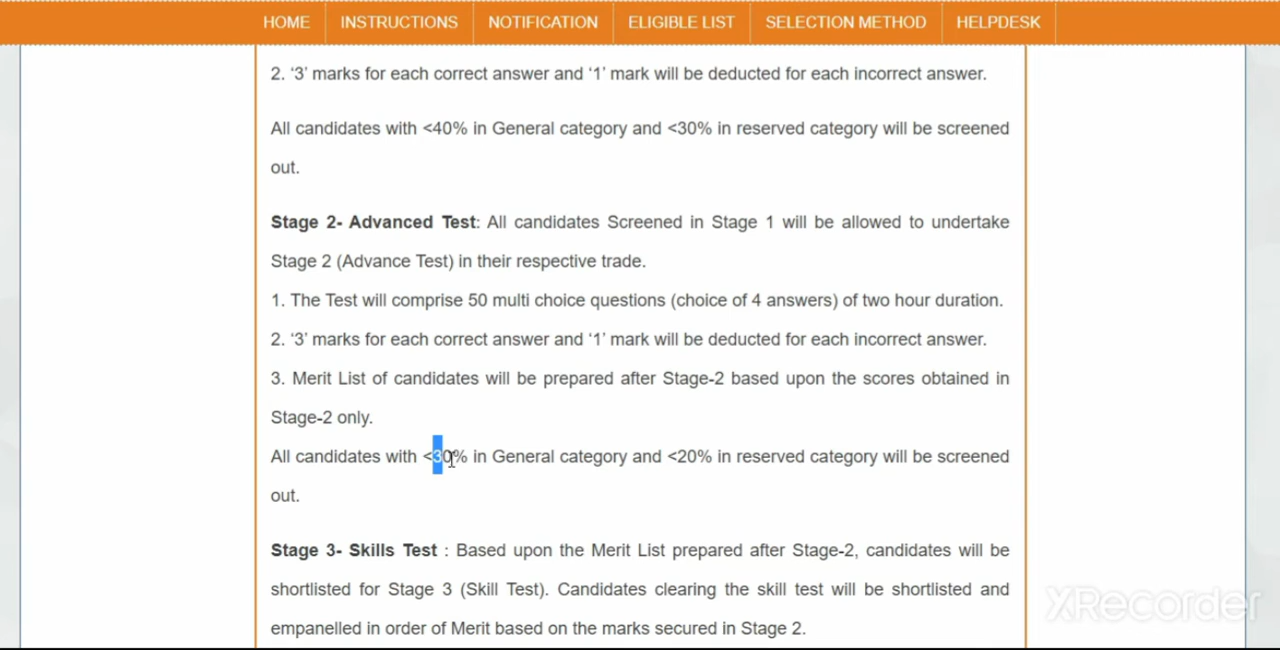 HOME INSTRUCTIONS NOTIFICATION ELIGIBLE LIST SELECTION METHOD HELPDESK
2. ‘3’ marks for each correct answer and ‘1’ mark will be deducted for each incorrect answer.
All candidates with <40% in General category and <30% in reserved category will be screened
out.
Stage 2- Advanced Test: All candidates Screened in Stage 1 will be allowed to undertake
Stage 2 (Advance Test) in their respective trade.
1. The Test will comprise 50 multi choice questions (choice of 4 answers) of two hour duration.
2. ‘3’ marks for each correct answer and ‘1’ mark will be deducted for each incorrect answer.
3. Merit List of candidates will be prepared after Stage-2 based upon the scores obtained in
Stage-2 only.
All candidates with <30% in General category and <20% in reserved category will be screened
out.
Stage 3- Skills Test : Based upon the Merit List prepared after Stage-2, candidates will be
shortlisted for Stage 3 (Skill Test). Candidates clearing the skill test will be shortlisted and
empanelled in order of Merit based on the marks secured in Stage 2.
XRecorder